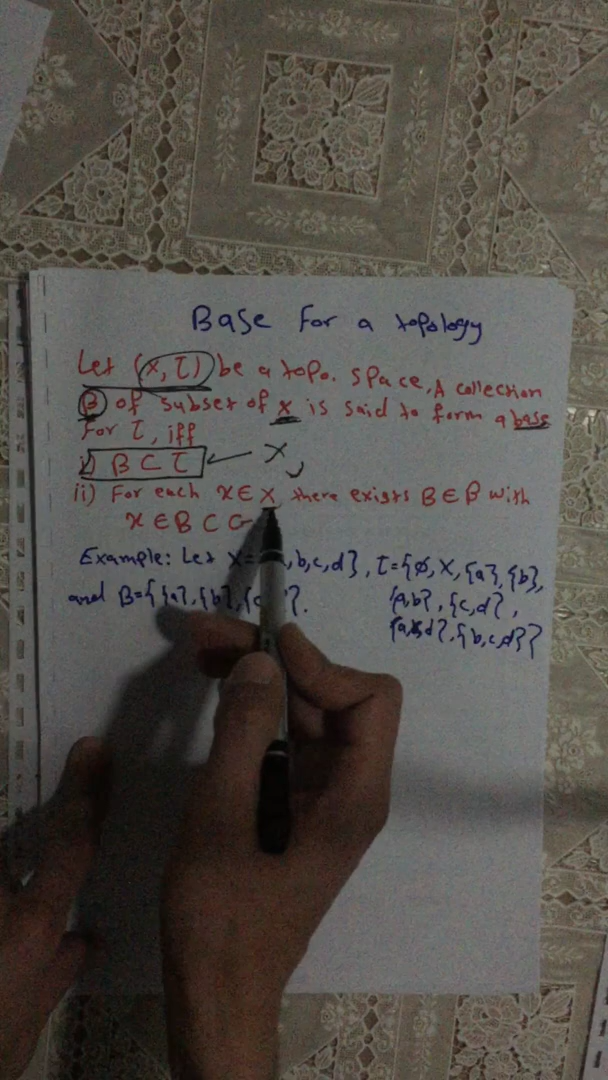 Base For a topology
Let (X,τ) be a topo. space, A collection
B of subset of X is said to form a base
For τ, iff
i) B ⊂ τ X
ii) For each x ∈ X, there exists B ∈ B with
x ∈ B ⊂ G
Example: Let X= ,b,c,d}, τ={ϕ, X, {a}, {b},
and B={{a},{b}, }. {a,b}, {c,d},
{b,c,d}}